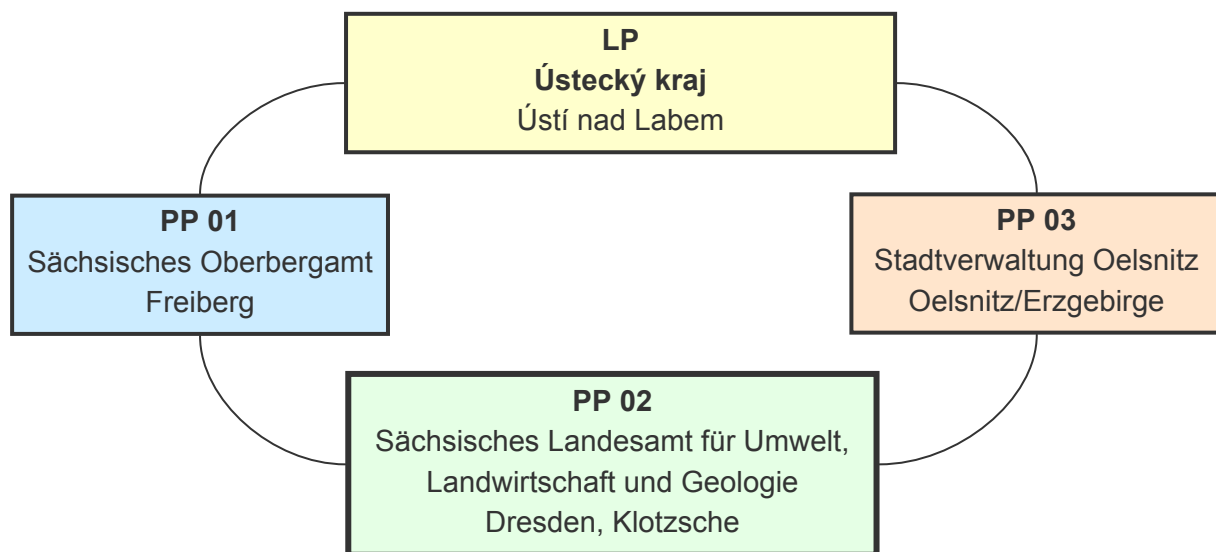 LP
Ústecký kraj
Ústí nad Labem
PP 01
Sächsisches Oberbergamt
Freiberg
PP 03
Stadtverwaltung Oelsnitz
Oelsnitz/Erzgebirge
PP 02
Sächsisches Landesamt für Umwelt,
Landwirtschaft und Geologie
Dresden, Klotzsche